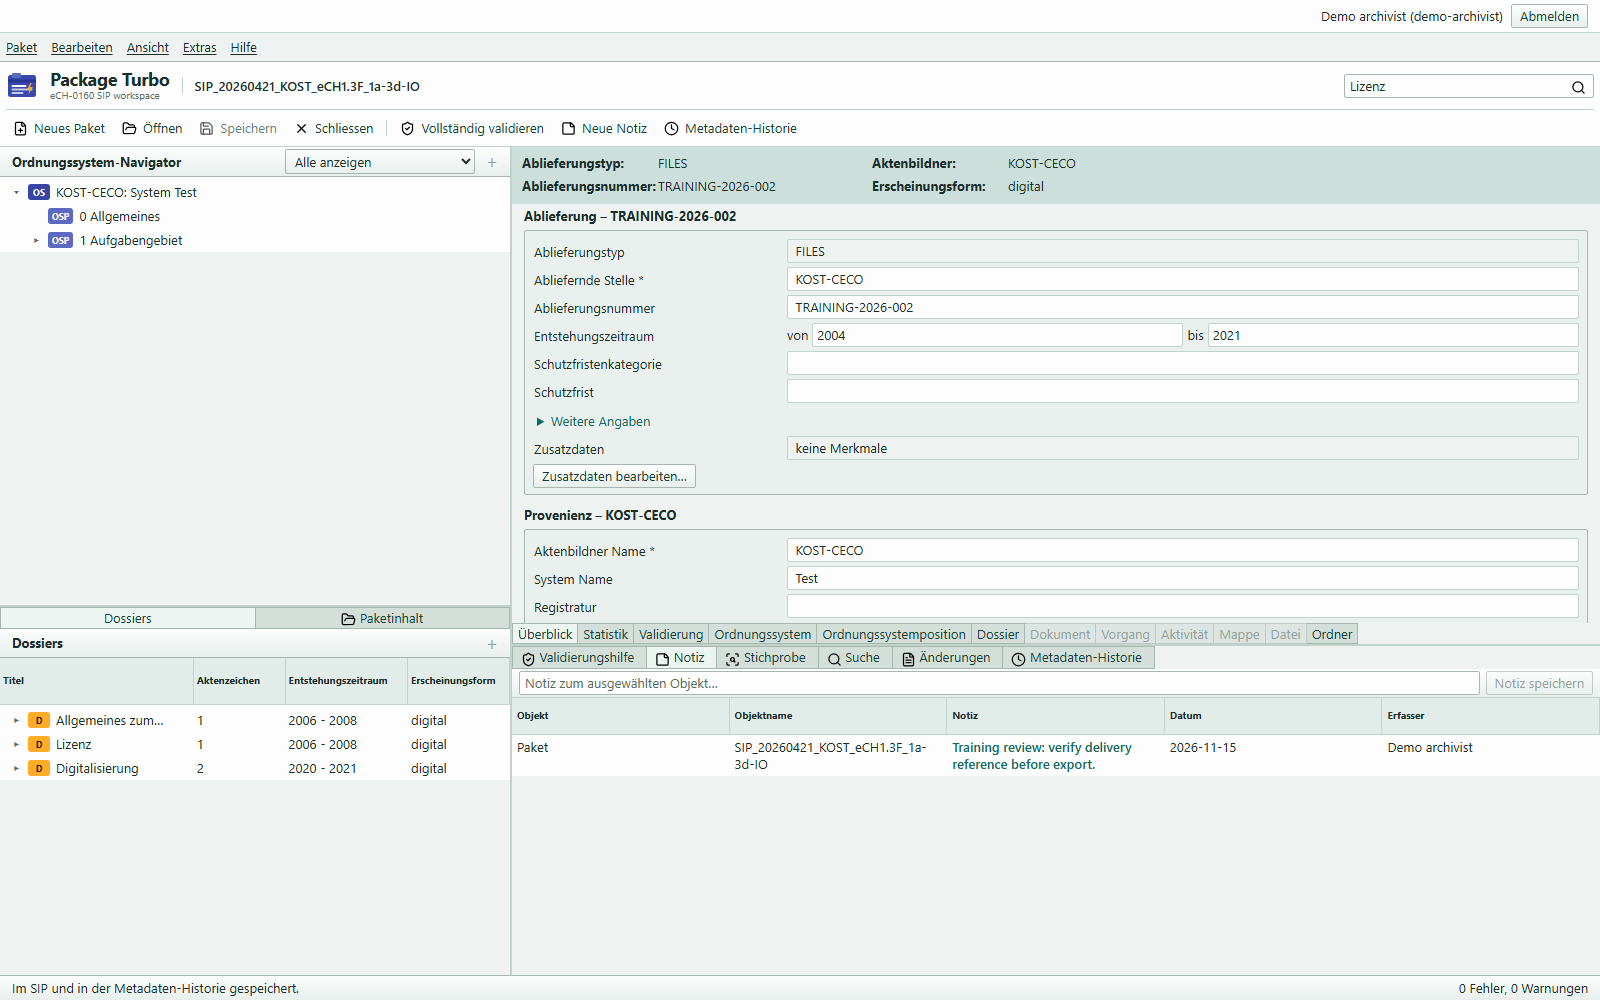 Demo archivist (demo-archivist) Abmelden
Paket Bearbeiten Ansicht Extras Hilfe
Package Turbo
eCH-0160 SIP workspace
SIP_20260421_KOST_eCH1.3F_1a-3d-IO
Lizenz
Neues Paket Öffnen Speichern Schliessen Vollständig validieren Neue Notiz Metadaten-Historie
Ordnungssystem-Navigator Alle anzeigen +
OS KOST-CECO: System Test
OSP 0 Allgemeines
OSP 1 Aufgabengebiet
Dossiers Paketinhalt
Dossiers +
Titel Aktenzeichen Entstehungszeitraum Erscheinungsform
D Allgemeines zum... 1 2006 - 2008 digital
D Lizenz 1 2006 - 2008 digital
D Digitalisierung 2 2020 - 2021 digital
Ablieferungstyp: FILES Aktenbildner: KOST-CECO
Ablieferungsnummer: TRAINING-2026-002 Erscheinungsform: digital
Ablieferung – TRAINING-2026-002
Ablieferungstyp FILES
Abliefernde Stelle * KOST-CECO
Ablieferungsnummer TRAINING-2026-002
Entstehungszeitraum von 2004 bis 2021
Schutzfristenkategorie
Schutzfrist
Weitere Angaben
Zusatzdaten keine Merkmale
Zusatzdaten bearbeiten...
Provenienz – KOST-CECO
Aktenbildner Name * KOST-CECO
System Name Test
Registratur
Überblick Statistik Validierung Ordnungssystem Ordnungssystemposition Dossier Dokument Vorgang Aktivität Mappe Datei Ordner
Validierungshilfe Notiz Stichprobe Suche Änderungen Metadaten-Historie
Notiz zum ausgewählten Objekt... Notiz speichern
Objekt Objektname Notiz Datum Erfasser
Paket SIP_20260421_KOST_eCH1.3F_1a- Training review: verify delivery 2026-11-15 Demo archivist
3d-IO reference before export.
Im SIP und in der Metadaten-Historie gespeichert. 0 Fehler, 0 Warnungen